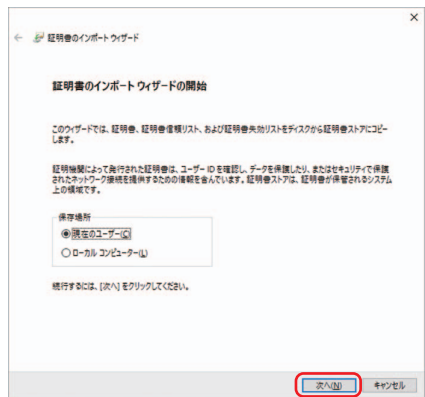 証明書のインポート ウィザード
証明書のインポート ウィザードの開始
このウィザードでは、証明書、証明書信頼リスト、および証明書失効リストをディスクから証明書ストアにコピー
します。
証明機関によって発行された証明書は、ユーザー ID を確認し、データを保護したり、またはセキュリティで保護
されたネットワーク接続を提供するための情報を含んでいます。証明書ストアは、証明書が保管されるシステム
上の領域です。
保存場所
現在のユーザー(C)
ローカル コンピューター(L)
続行するには、[次へ] をクリックしてください。
次へ(N)
キャンセル